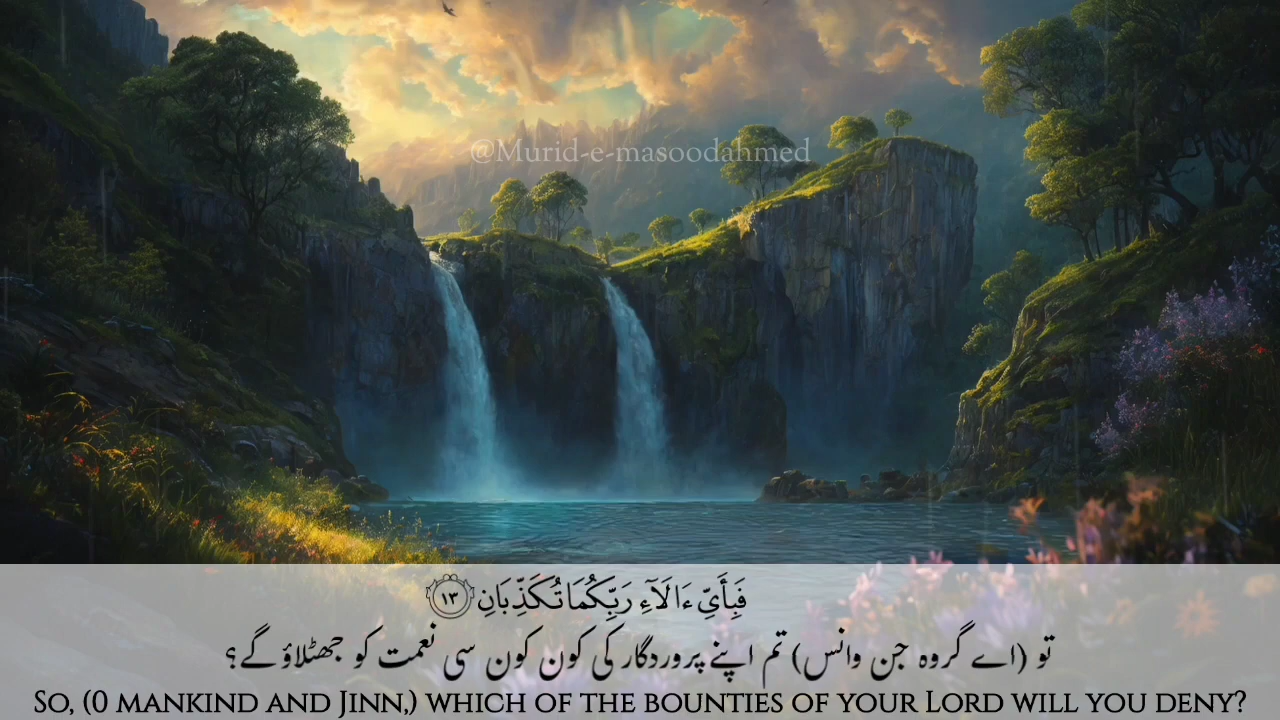 @Murid-e-masoodahmed
فَبِأَىِّ ءَالَآءِ رَبِّكُمَا تُكَذِّبَانِ ۝١٣
تو (اے گروہ جن وانس) تم اپنے پروردگار کی کون کون سی نعمت کو جھٹلاؤ گے؟
So, (0 mankind and Jinn,) which of the bounties of your Lord will you deny?